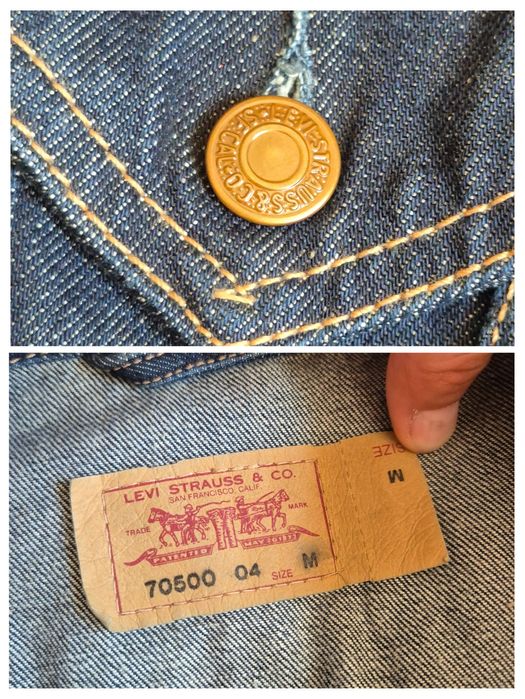 LEVI STRAUSS & CO. S.F.CAL.
LEVI STRAUSS & CO.
SAN FRANCISCO, CALIF.
TRADE MARK
PATENTED MAY 20 1873
70500 04 SIZE M
SIZE
M